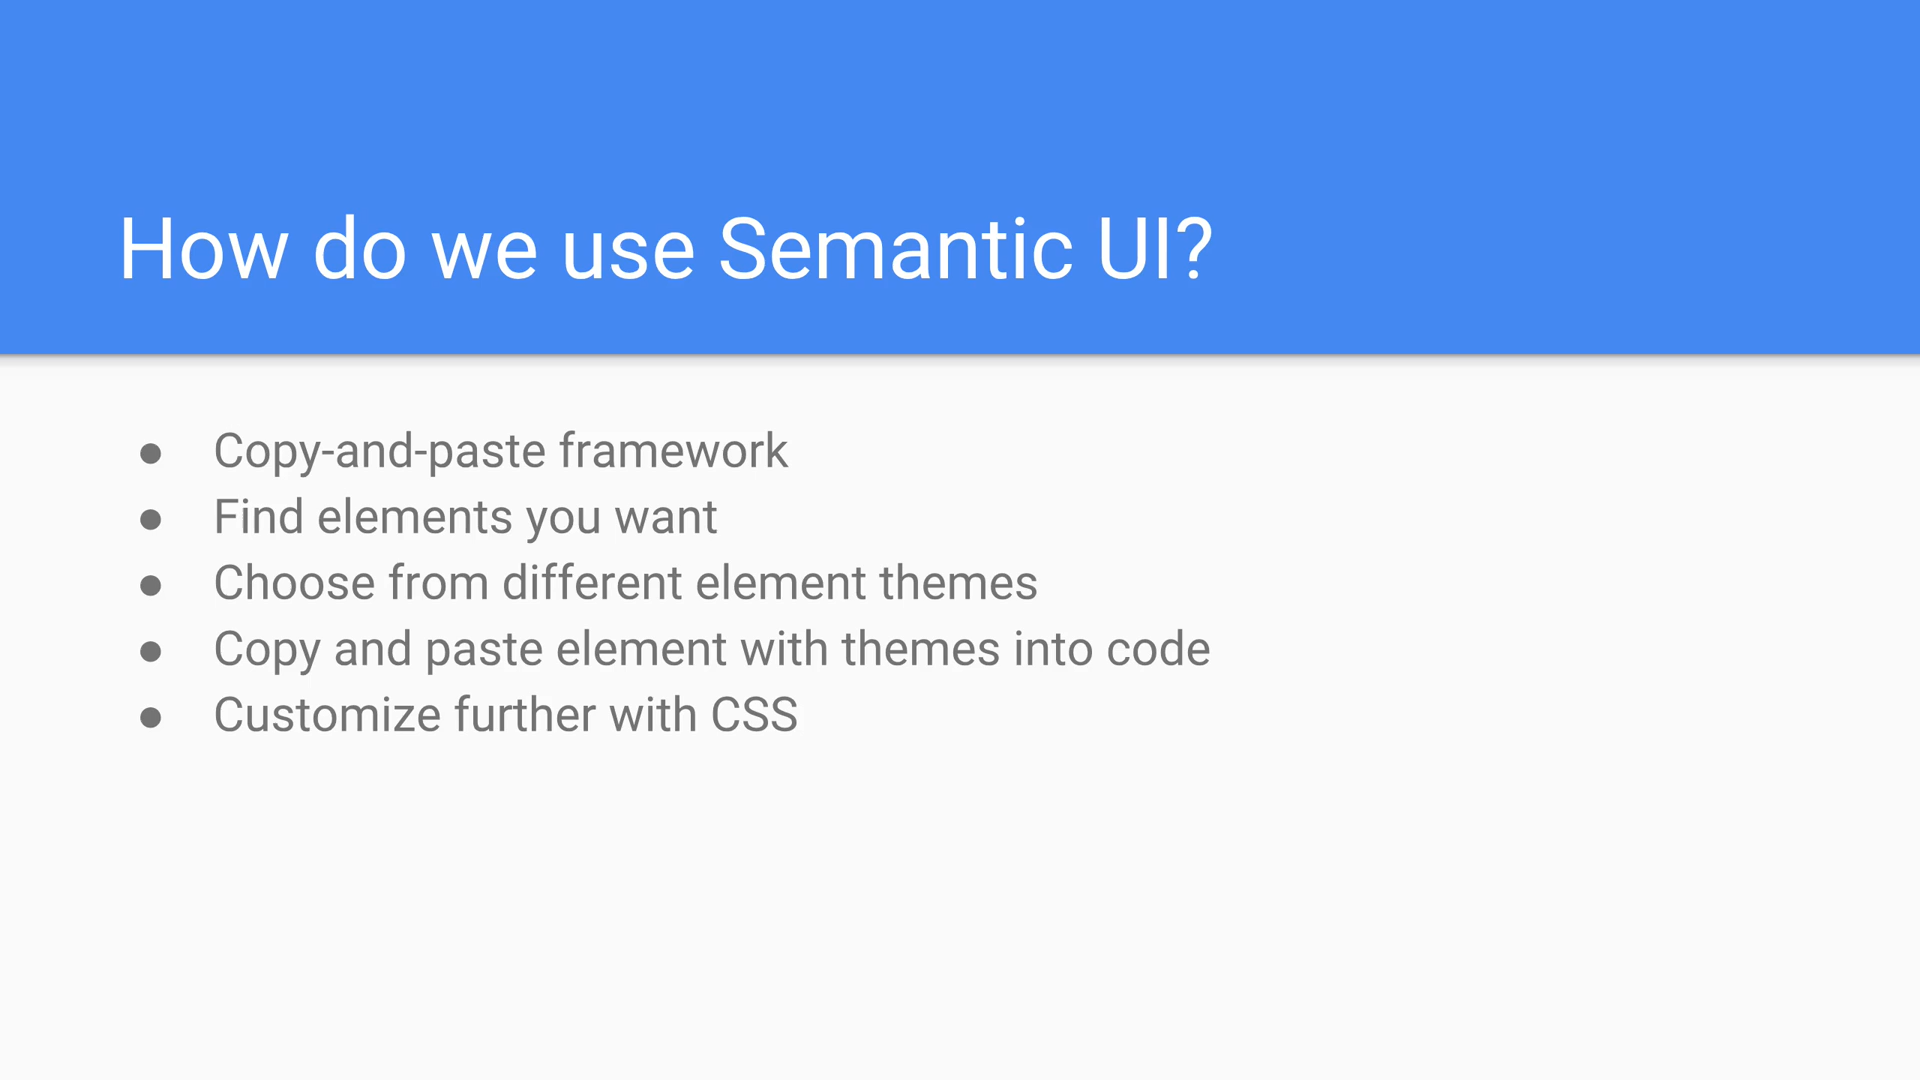 How do we use Semantic UI?
● Copy-and-paste framework
● Find elements you want
● Choose from different element themes
● Copy and paste element with themes into code
● Customize further with CSS